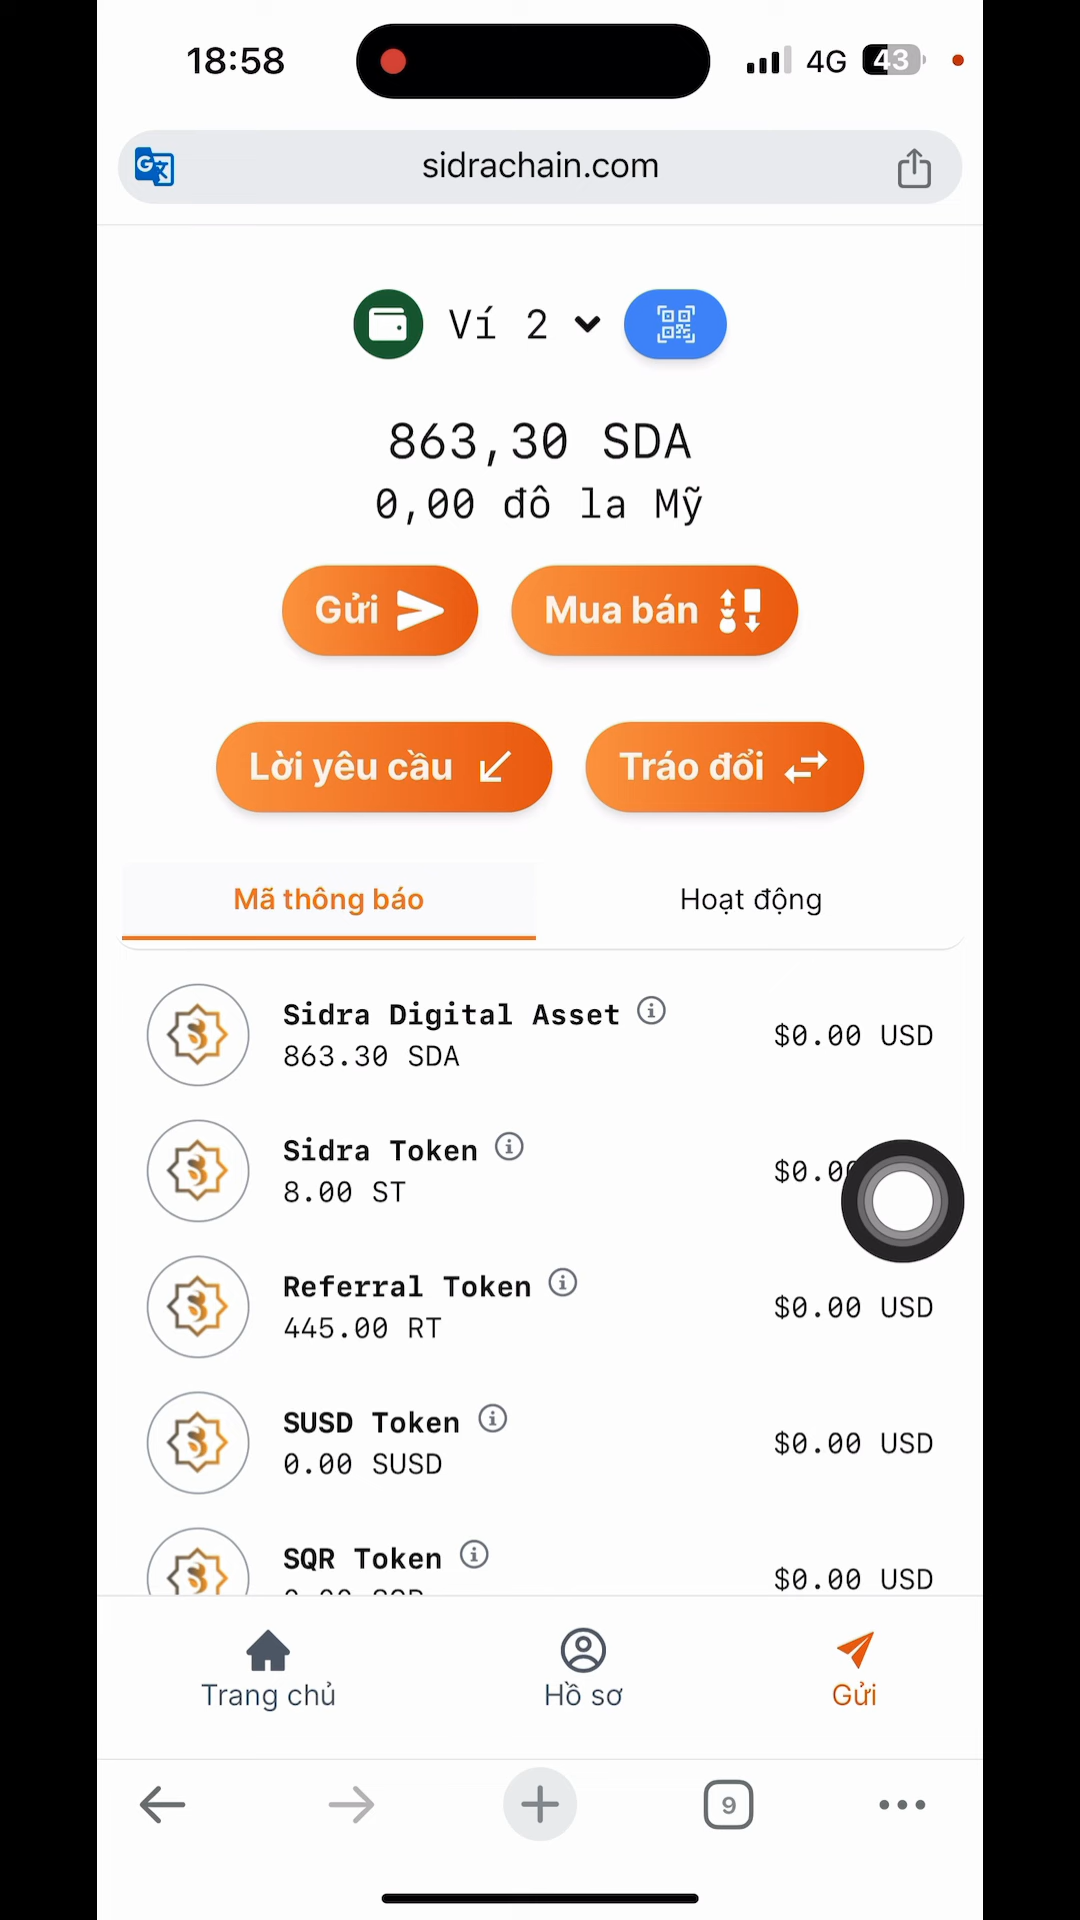 18:58
4G
43
sidrachain.com
Ví 2
863,30 SDA
0,00 đô la Mỹ
Gửi
Mua bán
Lời yêu cầu
Tráo đổi
Mã thông báo
Hoạt động
Sidra Digital Asset
863.30 SDA
$0.00 USD
Sidra Token
8.00 ST
Referral Token
445.00 RT
$0.00 USD
SUSD Token
0.00 SUSD
$0.00 USD
SQR Token
$0.00 USD
Trang chủ
Hồ sơ
Gửi
9